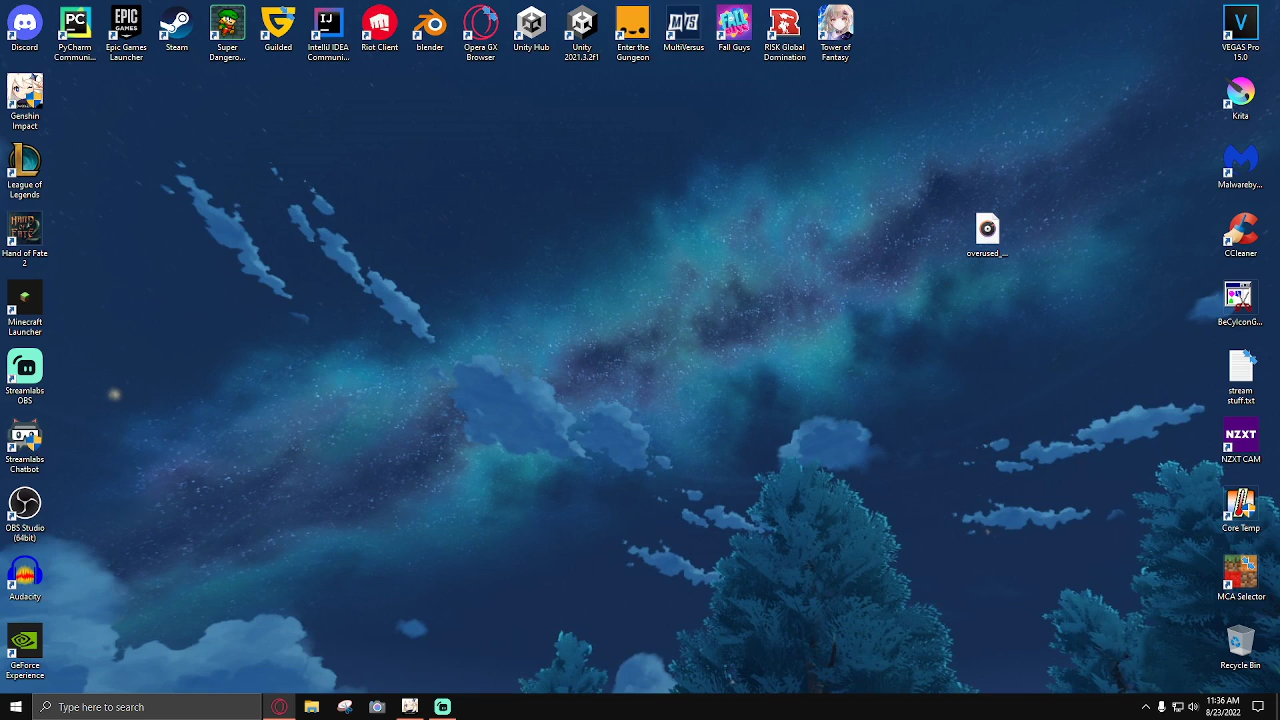 Discord
PyCharm
Communi...
Epic Games
Launcher
Steam
Super
Dangero...
Guilded
IntelliJ IDEA
Communi...
Riot Client
blender
Opera GX
Browser
Unity Hub
Unity
2021.3.2f1
Enter the
Gungeon
MultiVersus
Fall Guys
RISK Global
Domination
Tower of
Fantasy
VEGAS Pro
15.0
Genshin
Impact
Krita
League of
Legends
Malwareby...
Hand of Fate
2
overused_...
CCleaner
Minecraft
Launcher
BeCyIconG...
Streamlabs
OBS
stream
stuff.txt
Streamlabs
Chatbot
NZXT
NZXT CAM
OBS Studio
(64bit)
Core Temp
Audacity
MCA Selector
GeForce
Experience
Recycle Bin
Type here to search
11:36 AM
8/23/2022